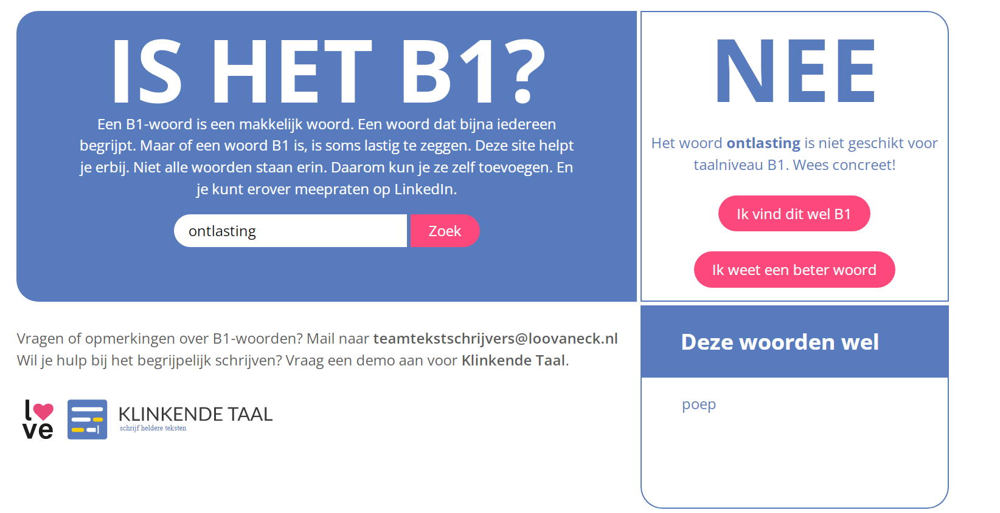 IS HET B1?
Een B1-woord is een makkelijk woord. Een woord dat bijna iedereen
begrijpt. Maar of een woord B1 is, is soms lastig te zeggen. Deze site helpt
je erbij. Niet alle woorden staan erin. Daarom kun je ze zelf toevoegen. En
je kunt erover meepraten op LinkedIn.
ontlasting
Zoek
NEE
Het woord ontlasting is niet geschikt voor
taalniveau B1. Wees concreet!
Ik vind dit wel B1
Ik weet een beter woord
Vragen of opmerkingen over B1-woorden? Mail naar teamtekstschrijvers@loovaneck.nl
Wil je hulp bij het begrijpelijk schrijven? Vraag een demo aan voor Klinkende Taal.
l
ve
KLINKENDE TAAL
schrijf heldere teksten
Deze woorden wel
poep